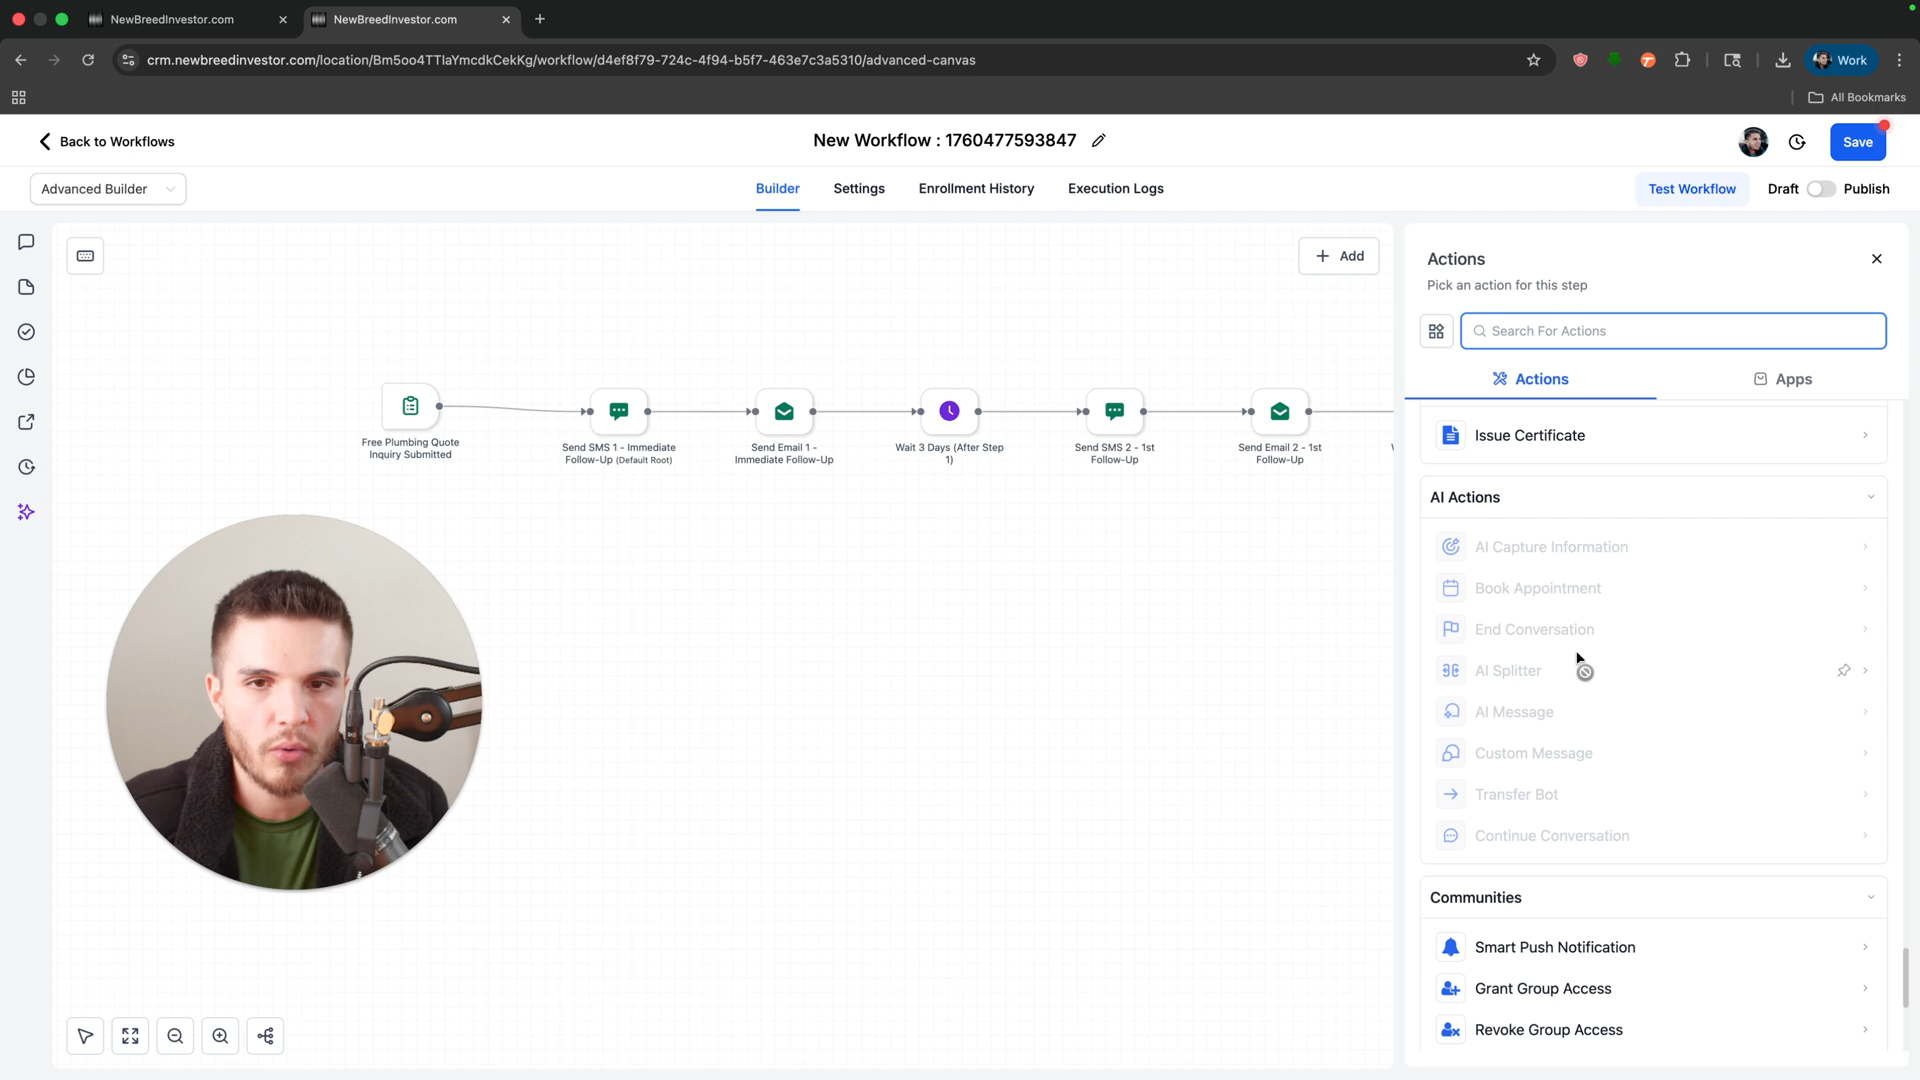 NewBreedInvestor.com
NewBreedInvestor.com
crm.newbreedinvestor.com/location/Bm5oo4TTlaYmcdkCekKg/workflow/d4ef8f79-724c-4f94-b5f7-463e7c3a5310/advanced-canvas
Work
All Bookmarks
Back to Workflows
New Workflow : 1760477593847
Save
Advanced Builder
Builder
Settings
Enrollment History
Execution Logs
Test Workflow
Draft
Publish
Add
Free Plumbing Quote
Inquiry Submitted
Send SMS 1 - Immediate
Follow-Up (Default Root)
Send Email 1 -
Immediate Follow-Up
Wait 3 Days (After Step
1)
Send SMS 2 - 1st
Follow-Up
Send Email 2 - 1st
Follow-Up
Actions
Pick an action for this step
Search For Actions
Actions
Apps
Issue Certificate
AI Actions
AI Capture Information
Book Appointment
End Conversation
AI Splitter
AI Message
Custom Message
Transfer Bot
Continue Conversation
Communities
Smart Push Notification
Grant Group Access
Revoke Group Access